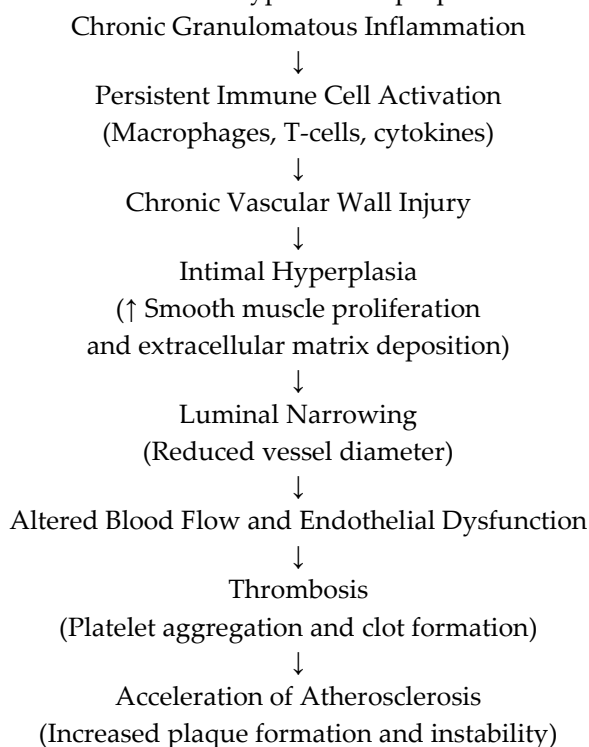 Chronic Granulomatous Inflammation
↓
Persistent Immune Cell Activation
(Macrophages, T-cells, cytokines)
↓
Chronic Vascular Wall Injury
↓
Intimal Hyperplasia
(↑ Smooth muscle proliferation
and extracellular matrix deposition)
↓
Luminal Narrowing
(Reduced vessel diameter)
↓
Altered Blood Flow and Endothelial Dysfunction
↓
Thrombosis
(Platelet aggregation and clot formation)
↓
Acceleration of Atherosclerosis
(Increased plaque formation and instability)